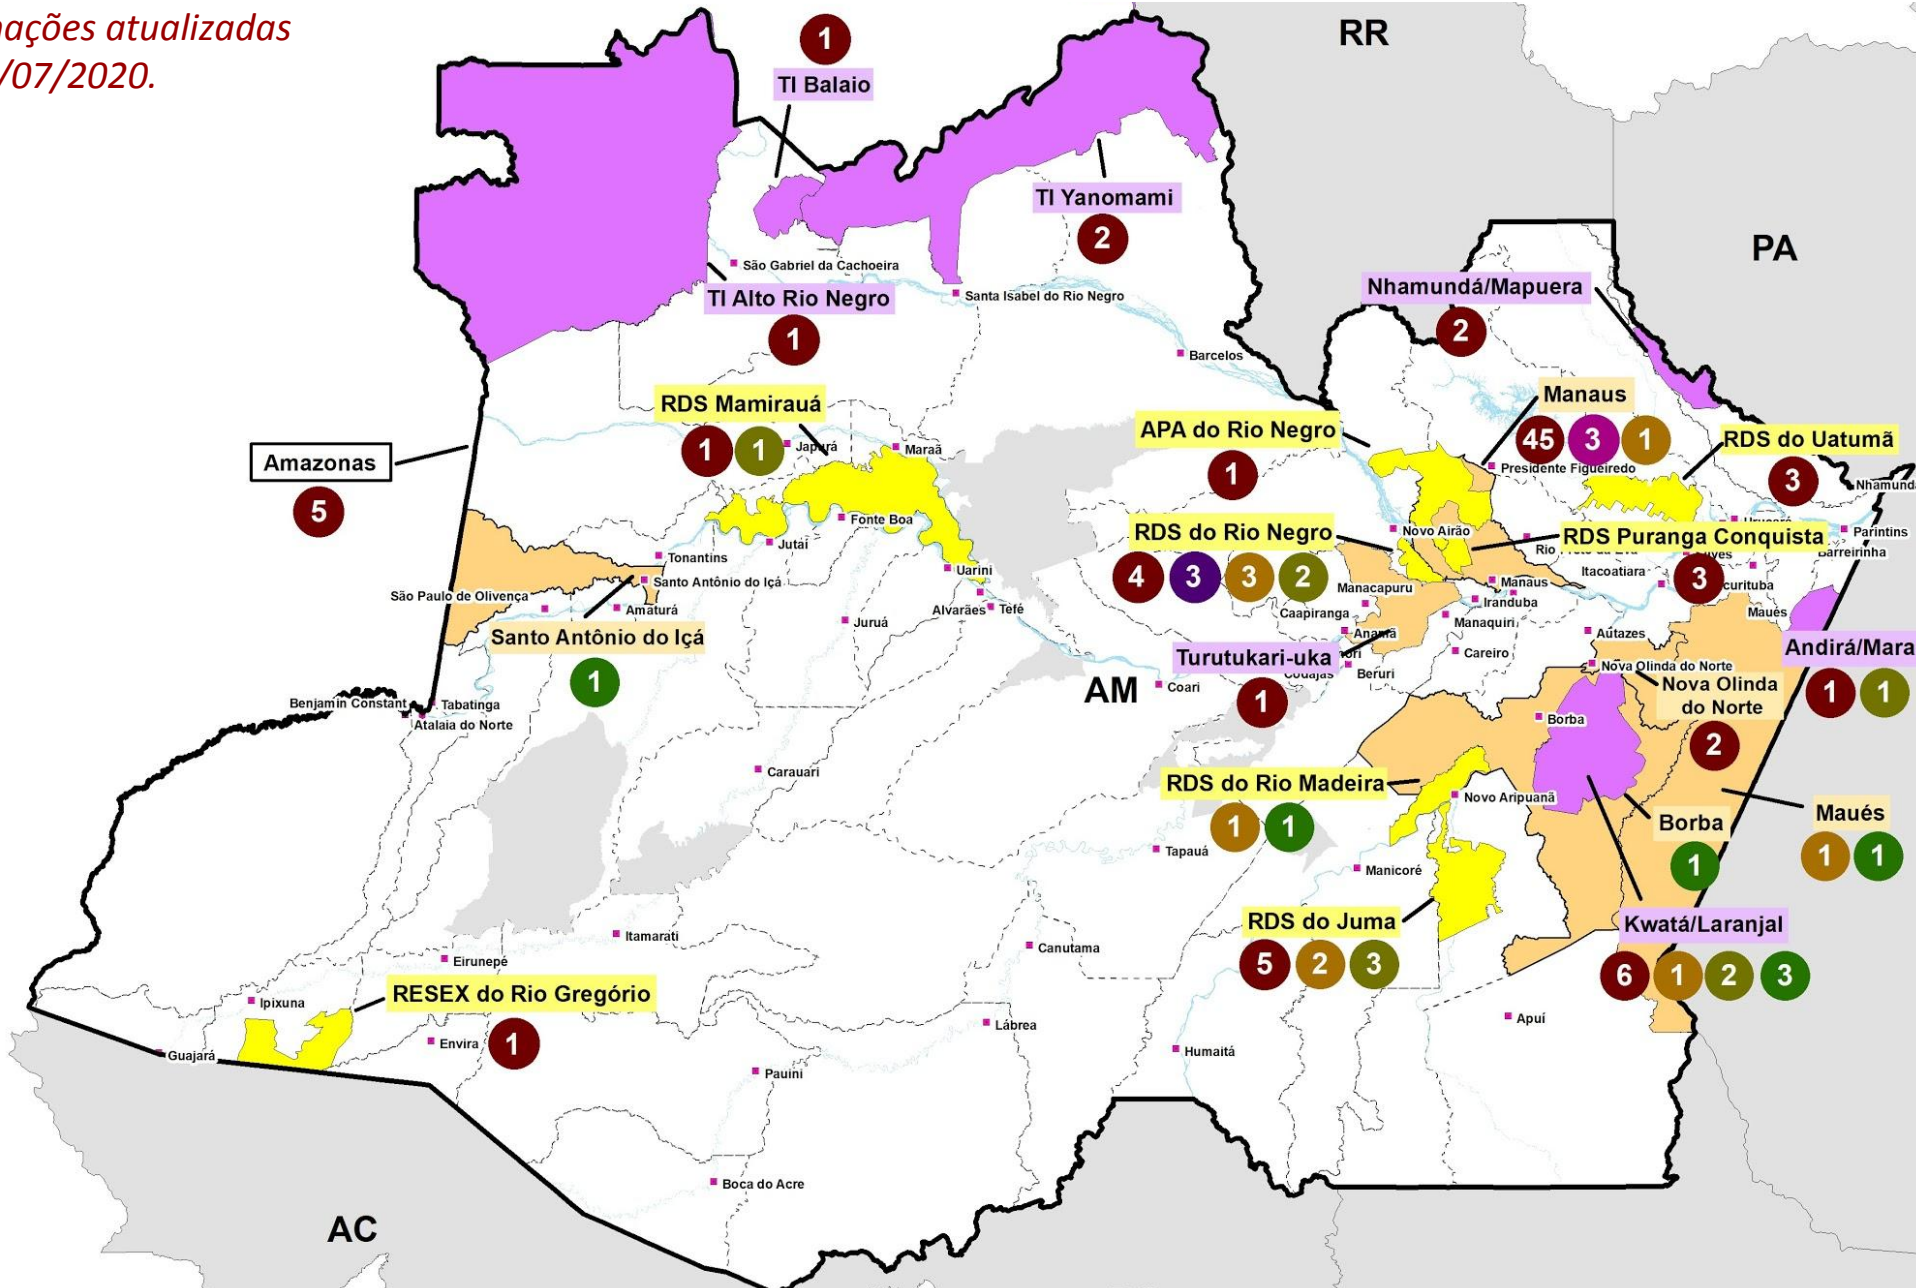 ações atualizadas
/07/2020.
1
TI Balaio
RR
PA
TI Yanomami
2
São Gabriel da Cachoeira
TI Alto Rio Negro
1
Santa Isabel do Rio Negro
Nhamundá/Mapuera
2
Barcelos
RDS Mamirauá
1 1
Japurá
Maraã
Manaus
45 3 1
APA do Rio Negro
1
Presidente Figueiredo
RDS do Uatumã
3
Amazonas
5
Fonte Boa
Jutaí
Tonantins
Santo Antônio do Içá
São Paulo de Olivença
Amaturá
Santo Antônio do Içá
1
Uarini
Alvarães
Tefé
Juruá
RDS do Rio Negro
4 3 3 2
Novo Airão
RDS Puranga Conquista
3
Parintins
Barreirinha
Itacoatiara
Manaus
Iranduba
Manacapuru
Caapiranga
Manaquiri
Maués
Anamã
Autazes
Careiro
Beruri
Turutukari-uka
1
Andirá/Mara
1 1
Nova Olinda do Norte
Nova Olinda
do Norte
2
Coari
AM
Benjamin Constant
Tabatinga
Atalaia do Norte
Borba
Carauari
RDS do Rio Madeira
1 1
Novo Aripuanã
Borba
1
Maués
1 1
Tapauá
Manicoré
RDS do Juma
5 2 3
Kwatá/Laranjal
6 1 2 3
Itamarati
Canutama
Eirunepé
Ipixuna
RESEX do Rio Gregório
1
Lábrea
Apuí
Envira
Guajará
Humaitá
Pauini
Boca do Acre
AC